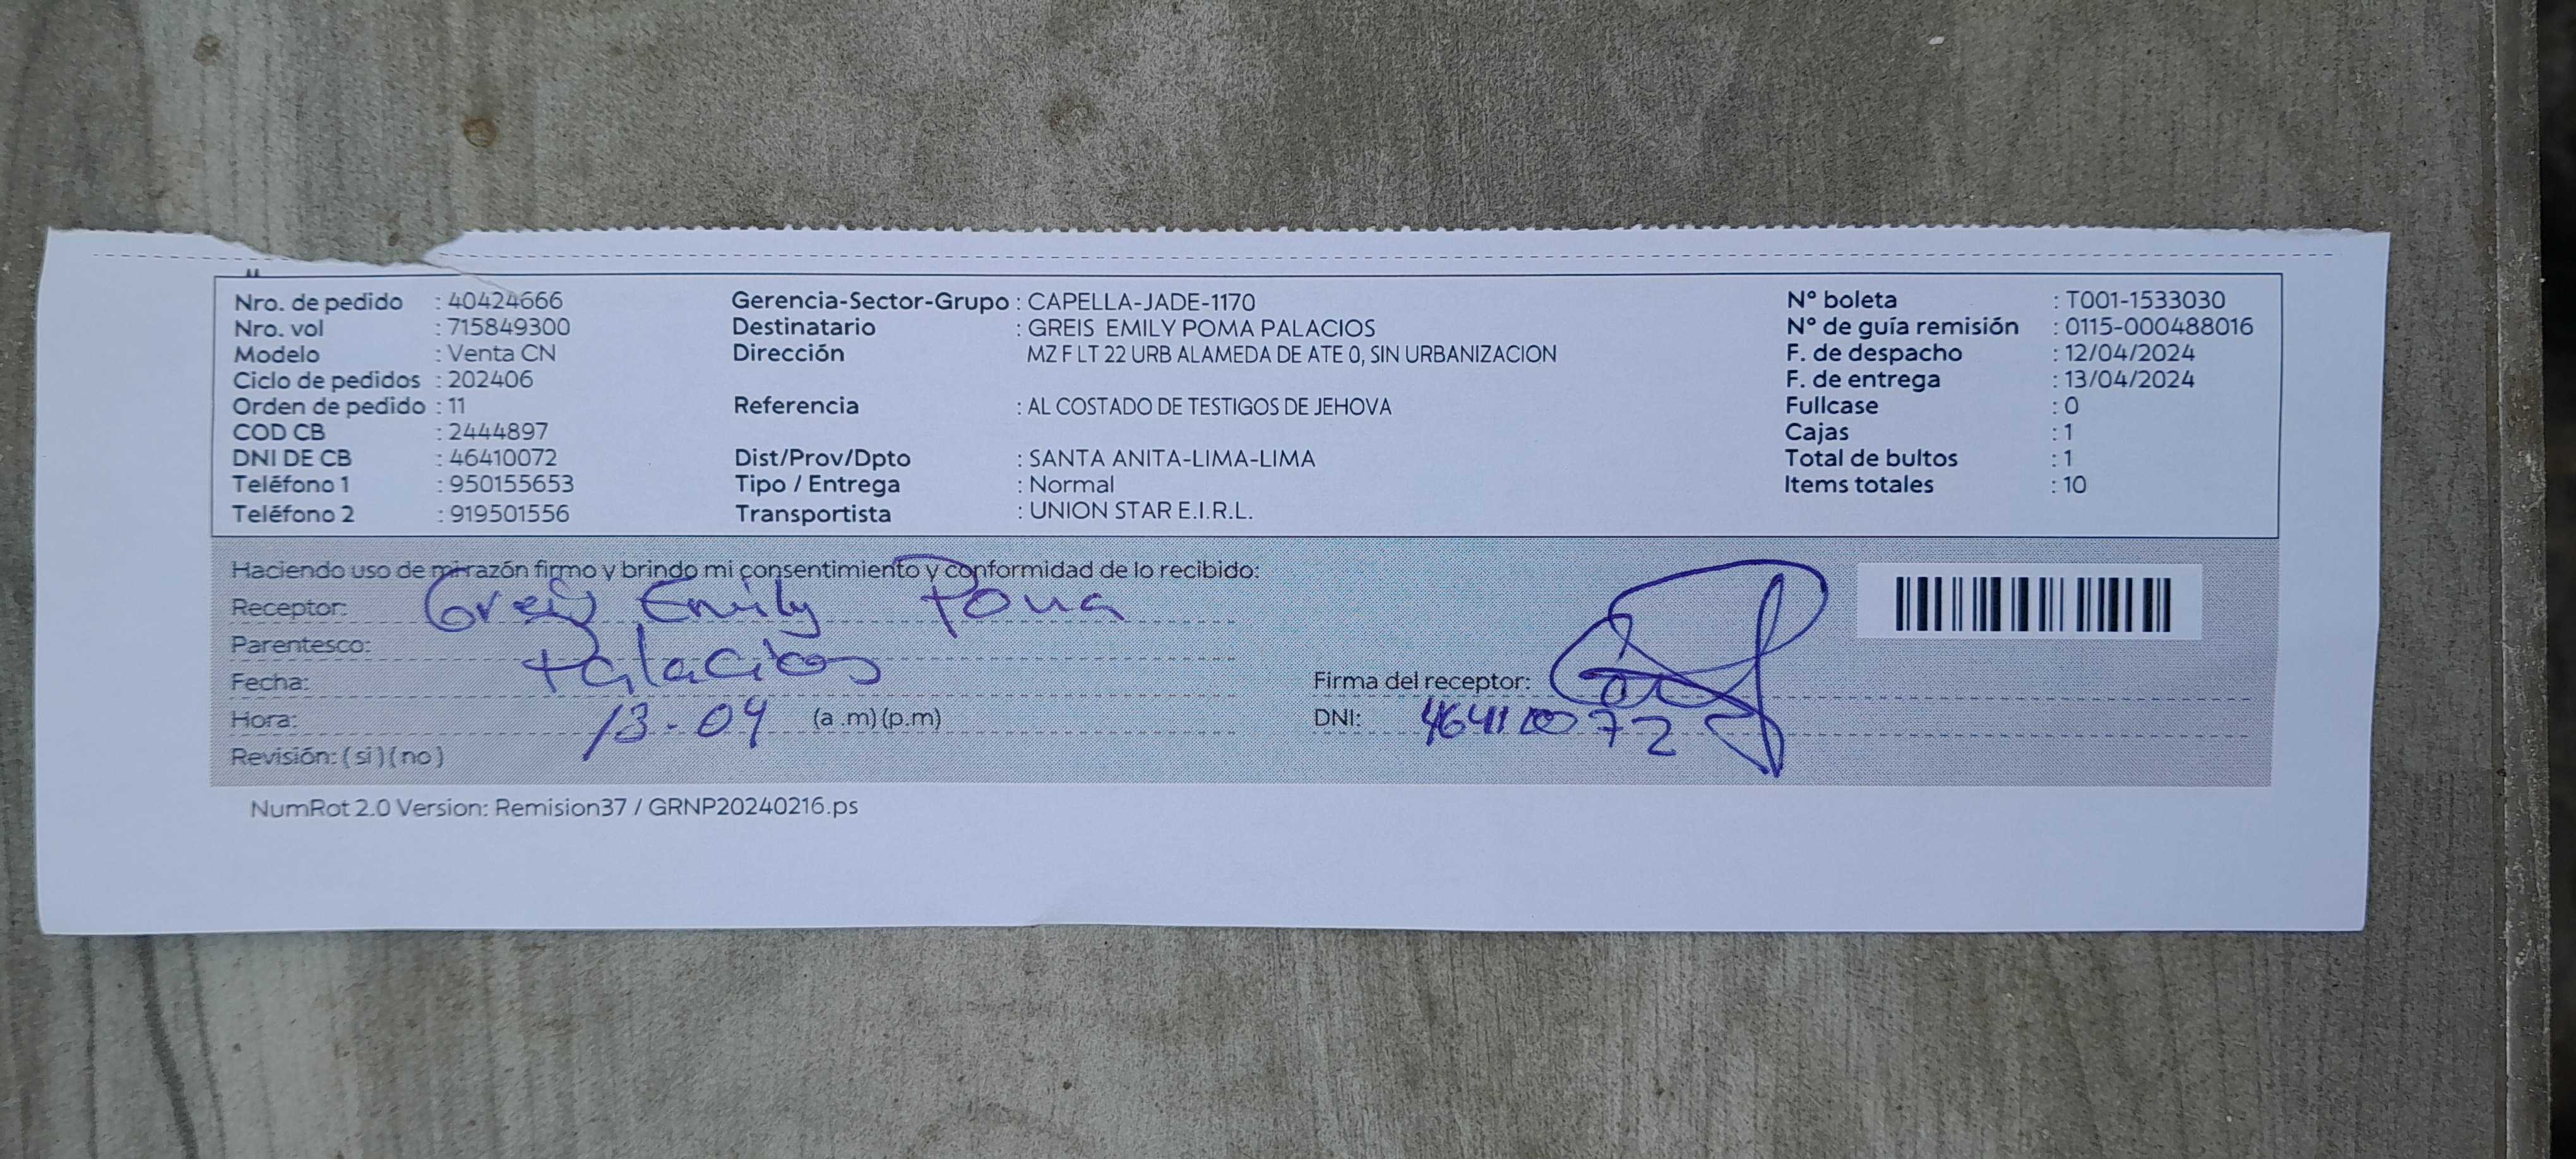 Nro. de pedido : 40424666
Nro. vol : 715849300
Modelo : Venta CN
Ciclo de pedidos : 202406
Orden de pedido : 11
COD CB : 2444897
DNI DE CB : 46410072
Teléfono 1 : 950155653
Teléfono 2 : 919501556
Gerencia-Sector-Grupo : CAPELLA-JADE-1170
Destinatario : GREIS EMILY POMA PALACIOS
Dirección MZ F LT 22 URB ALAMEDA DE ATE 0, SIN URBANIZACION
Referencia : AL COSTADO DE TESTIGOS DE JEHOVA
Dist/Prov/Dpto : SANTA ANITA-LIMA-LIMA
Tipo / Entrega : Normal
Transportista : UNION STAR E.I.R.L.
N° boleta : T001-1533030
N° de guía remisión : 0115-000488016
F. de despacho : 12/04/2024
F. de entrega : 13/04/2024
Fullcase : 0
Cajas : 1
Total de bultos : 1
Items totales : 10
Haciendo uso de mi razón firmo y brindo mi consentimiento y conformidad de lo recibido:
Receptor: Greis Emily Poma
Parentesco: Palacios
Fecha:
Hora: 13-04 (a .m) (p.m)
Revisión: ( si ) ( no )
Firma del receptor:
DNI: 46410072
NumRot 2.0 Version: Remision37 / GRNP20240216.ps